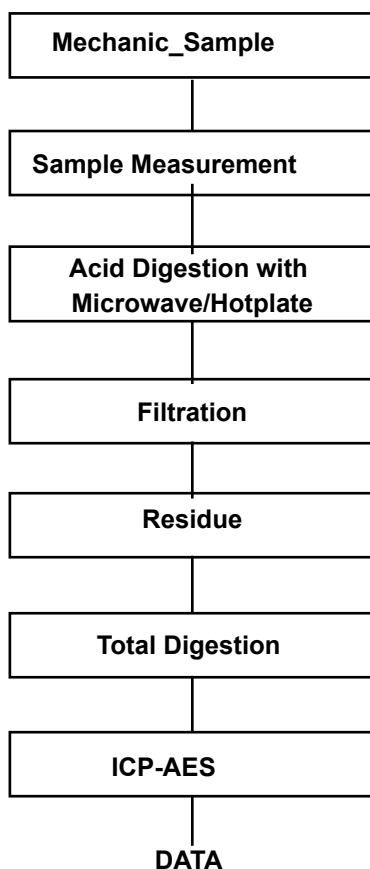 Mechanic_Sample
Sample Measurement
Acid Digestion with
Microwave/Hotplate
Filtration
Residue
Total Digestion
ICP-AES
DATA